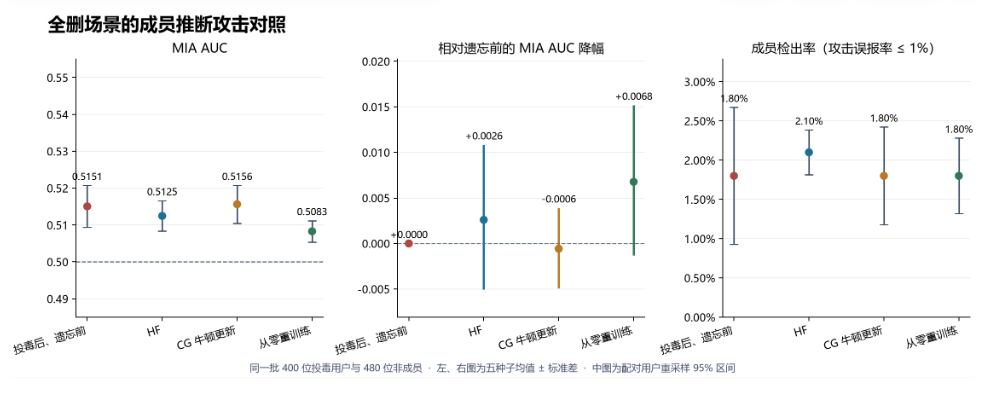 全删场景的成员推断攻击对照
MIA AUC
0.55
0.54
0.53
0.52
0.51
0.50
0.49
0.5151
0.5125
0.5156
0.5083
投毒后、遗忘前
HF
CG 牛顿更新
从零重训练
相对遗忘前的 MIA AUC 降幅
0.020
0.015
0.010
0.005
0.000
-0.005
+0.0000
+0.0026
-0.0006
+0.0068
投毒后、遗忘前
HF
CG 牛顿更新
从零重训练
成员检出率（攻击误报率 ≤ 1%）
3.00%
2.50%
2.00%
1.50%
1.00%
0.50%
0.00%
1.80%
2.10%
1.80%
1.80%
投毒后、遗忘前
HF
CG 牛顿更新
从零重训练
同一批 400 位投毒用户与 480 位非成员 · 左、右图为五种子均值 ± 标准差 · 中图为配对用户重采样 95% 区间